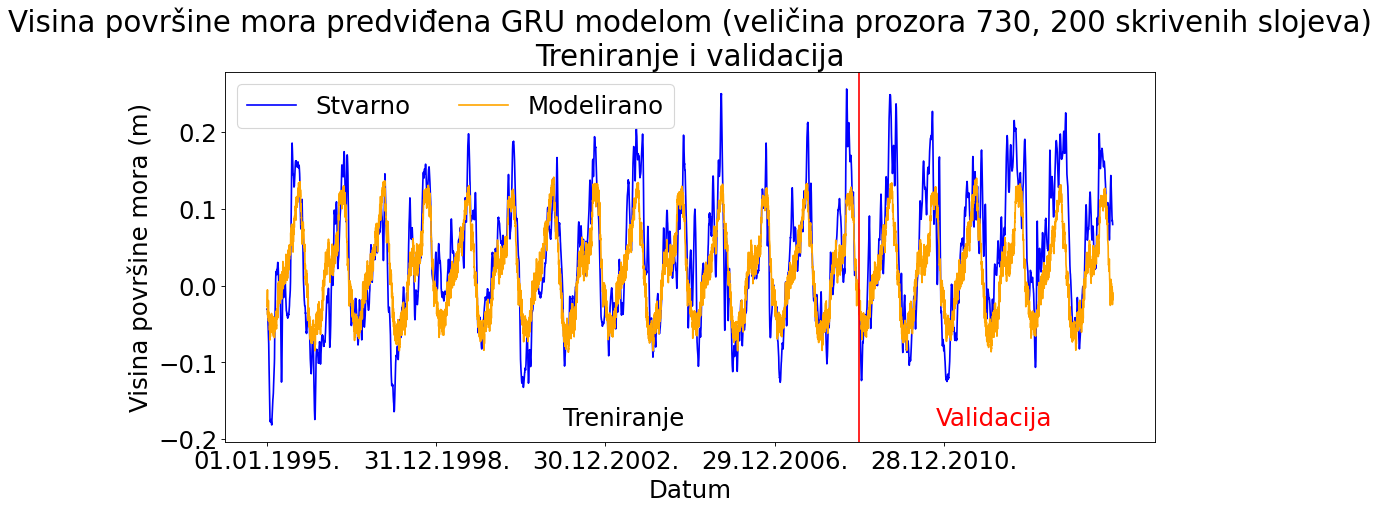 Visina površine mora predviđena GRU modelom (veličina prozora 730, 200 skrivenih slojeva)
Treniranje i validacija
Stvarno
Modelirano
Visina površine mora (m)
0.2
0.1
0.0
−0.1
−0.2
Treniranje
Validacija
01.01.1995.
31.12.1998.
30.12.2002.
29.12.2006.
28.12.2010.
Datum